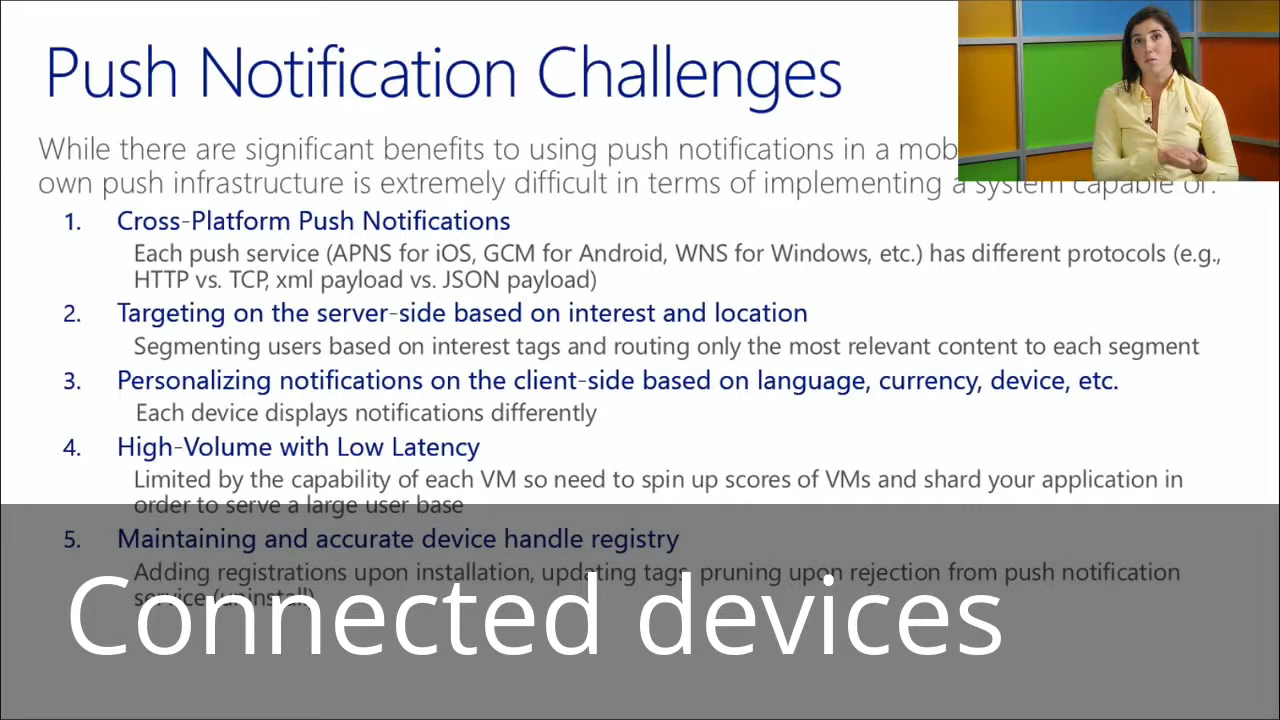 Push Notification Challenges
While there are significant benefits to using push notifications in a mob
own push infrastructure is extremely difficult in terms of implementing a system capable of:
1. Cross-Platform Push Notifications
Each push service (APNS for iOS, GCM for Android, WNS for Windows, etc.) has different protocols (e.g.,
HTTP vs. TCP, xml payload vs. JSON payload)
2. Targeting on the server-side based on interest and location
Segmenting users based on interest tags and routing only the most relevant content to each segment
3. Personalizing notifications on the client-side based on language, currency, device, etc.
Each device displays notifications differently
4. High-Volume with Low Latency
Limited by the capability of each VM so need to spin up scores of VMs and shard your application in
order to serve a large user base
5. Maintaining and accurate device handle registry
Adding registrations upon installation, updating tags, pruning upon rejection from push notification
service (uninstall)
Connected devices